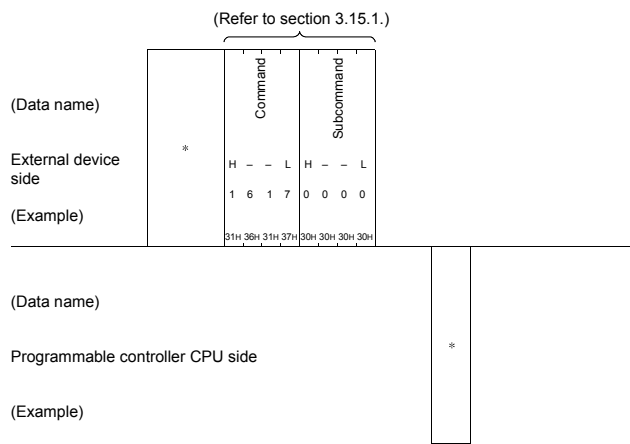 (Refer to section 3.15.1.)
(Data name)
Command
Subcommand
External device
side
*
H – – L H – – L
1 6 1 7 0 0 0 0
(Example)
31H 36H 31H 37H 30H 30H 30H 30H
(Data name)
Programmable controller CPU side
*
(Example)